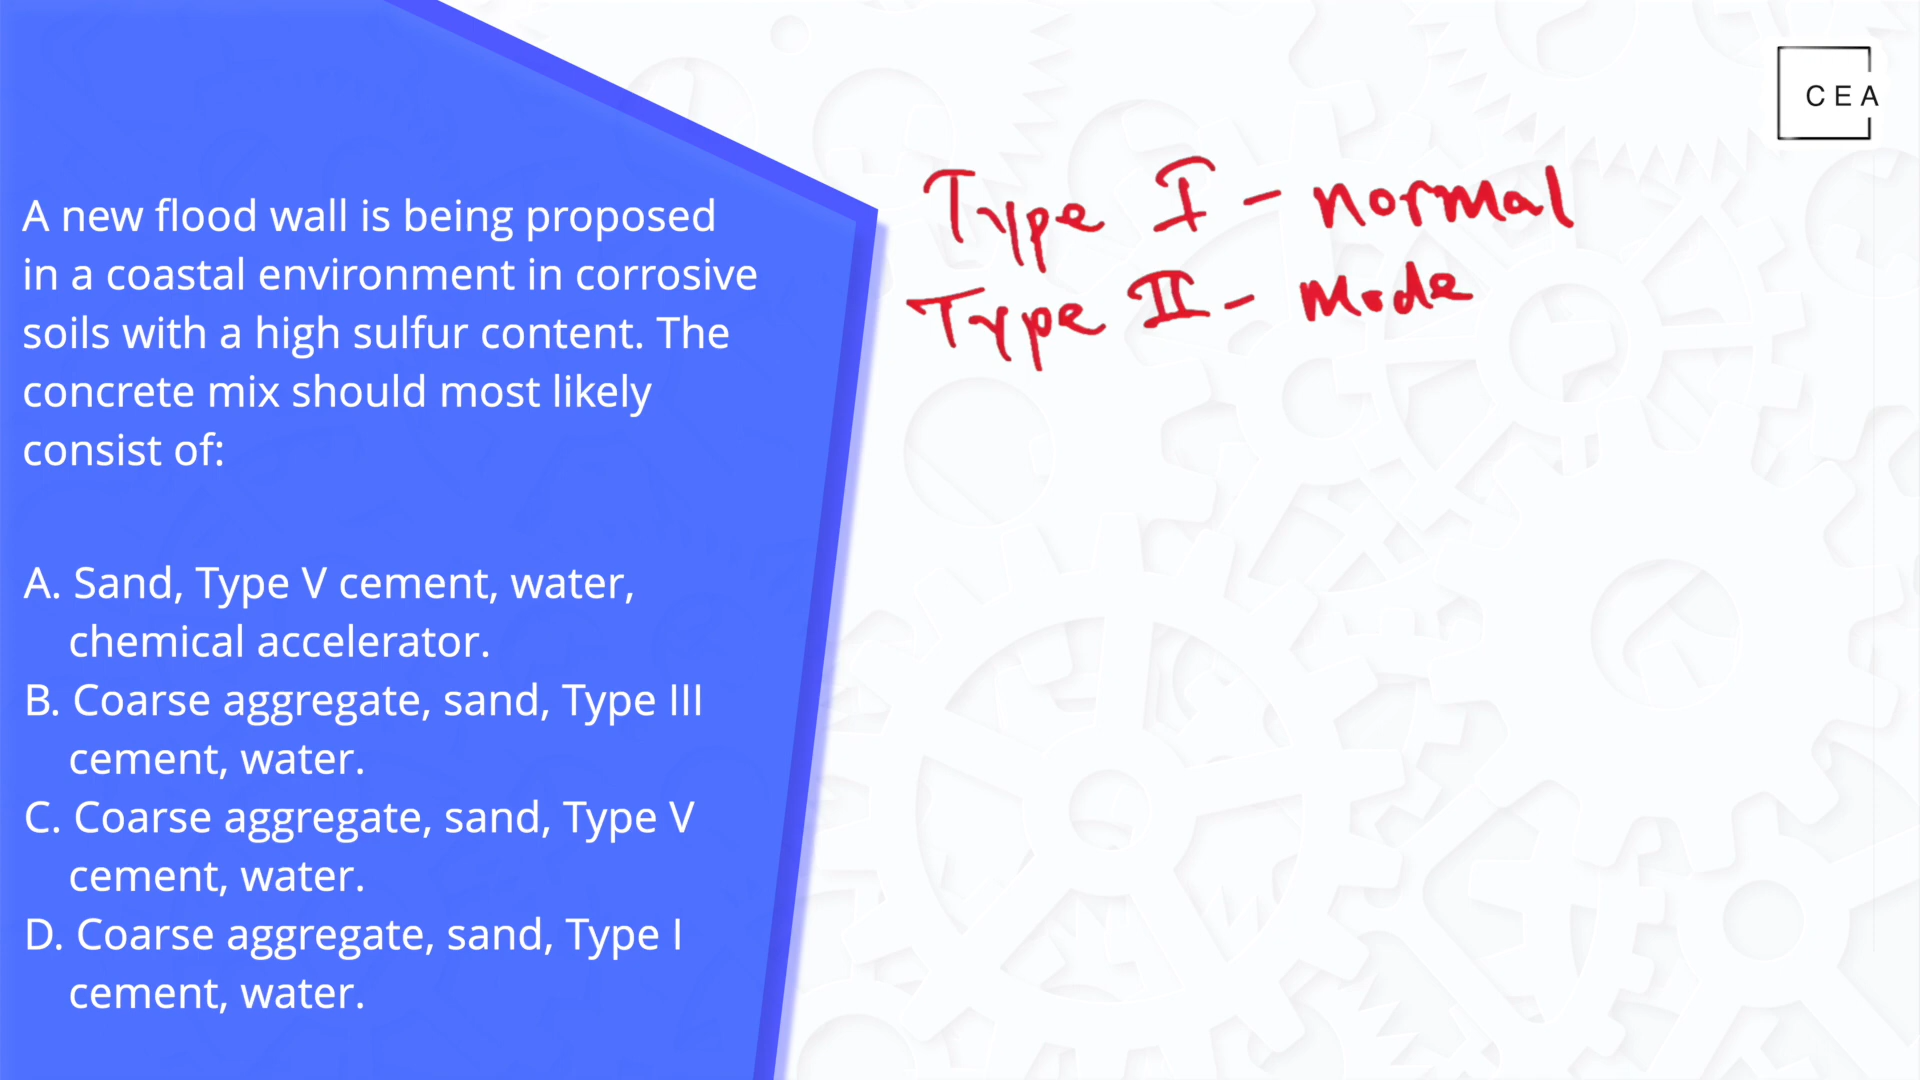 A new flood wall is being proposed
in a coastal environment in corrosive
soils with a high sulfur content. The
concrete mix should most likely
consist of:
A. Sand, Type V cement, water,
chemical accelerator.
B. Coarse aggregate, sand, Type III
cement, water.
C. Coarse aggregate, sand, Type V
cement, water.
D. Coarse aggregate, sand, Type I
cement, water.
CEA
Type I - normal
Type II - mode